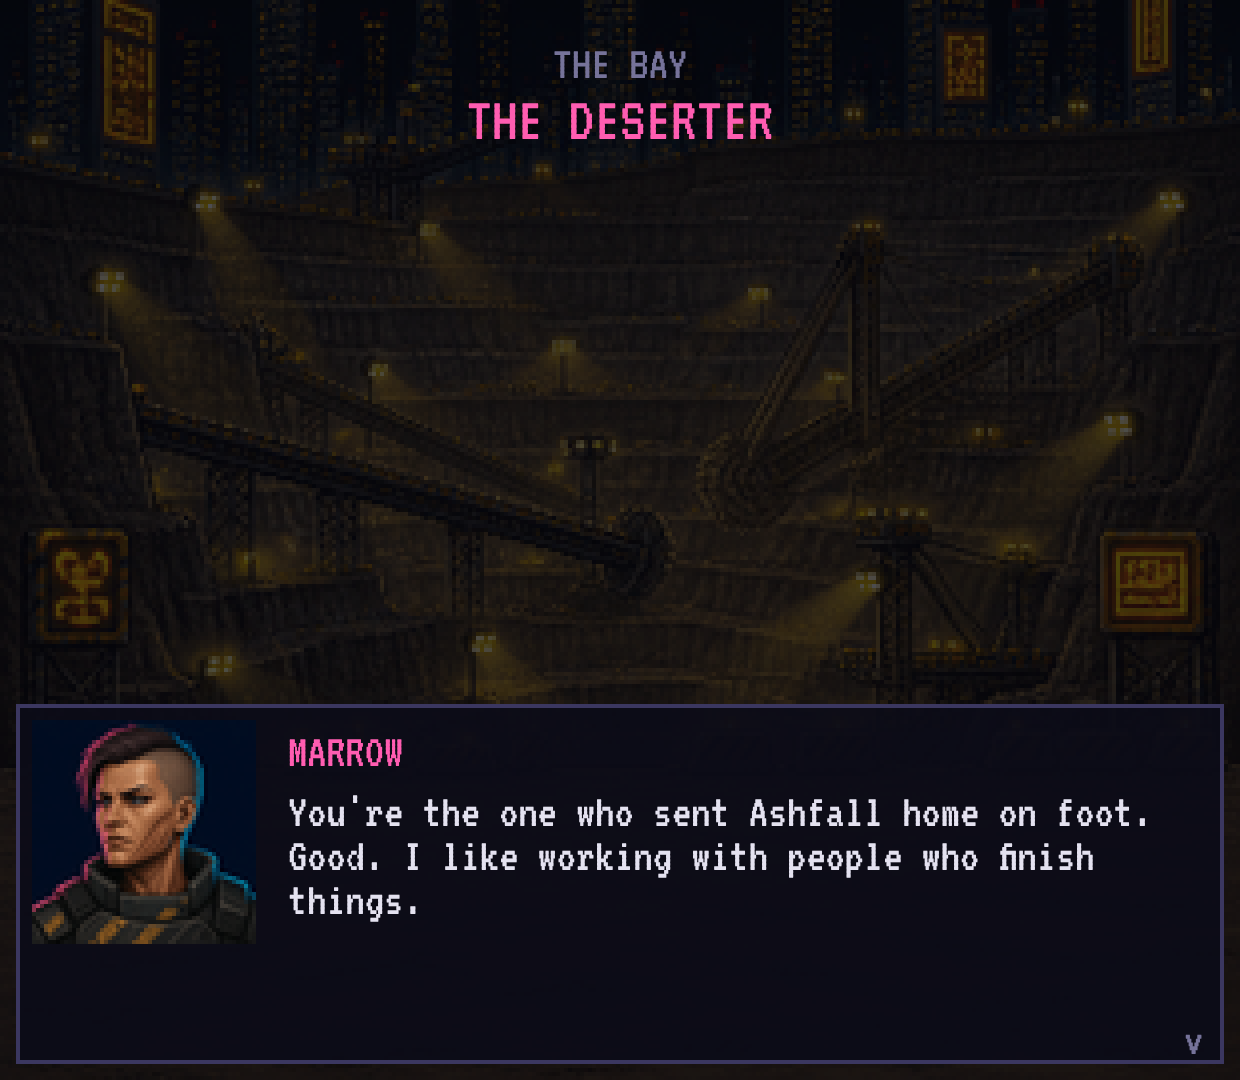 THE BAY
THE DESERTER
MARROW
You're the one who sent Ashfall home on foot.
Good. I like working with people who finish
things.
v